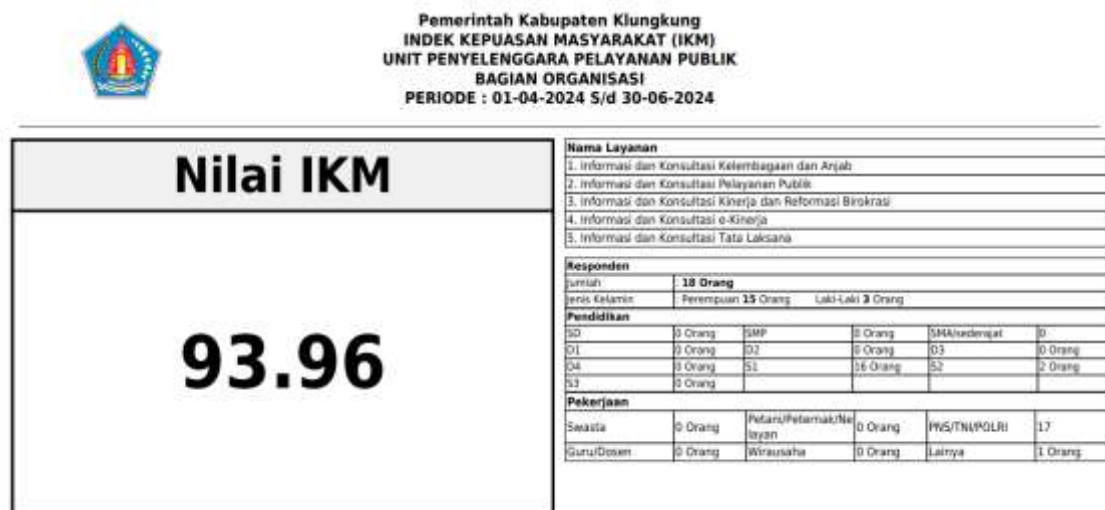 Pemerintah Kabupaten Klungkung
INDEK KEPUASAN MASYARAKAT (IKM)
UNIT PENYELENGGARA PELAYANAN PUBLIK
BAGIAN ORGANISASI
PERIODE : 01-04-2024 S/d 30-06-2024
Nilai IKM
93.96
Nama Layanan
1. Informasi dan Konsultasi Kelembagaan dan Anjab
2. Informasi dan Konsultasi Pelayanan Publik
3. Informasi dan Konsultasi Kinerja dan Reformasi Birokrasi
4. Informasi dan Konsultasi e-Kinerja
5. Informasi dan Konsultasi Tata Laksana
Responden
Jumlah : 18 Orang
Jenis Kelamin : Perempuan 15 Orang Laki-Laki 3 Orang
Pendidikan
SD 0 Orang SMP 0 Orang SMA/sederajat 0
D1 0 Orang D2 0 Orang D3 0 Orang
D4 0 Orang S1 16 Orang S2 2 Orang
S3 0 Orang
Pekerjaan
Swasta 0 Orang Petani/Peternak/Ne layan 0 Orang PNS/TNI/POLRI 17
Guru/Dosen 0 Orang Wirausaha 0 Orang Lainya 1 Orang